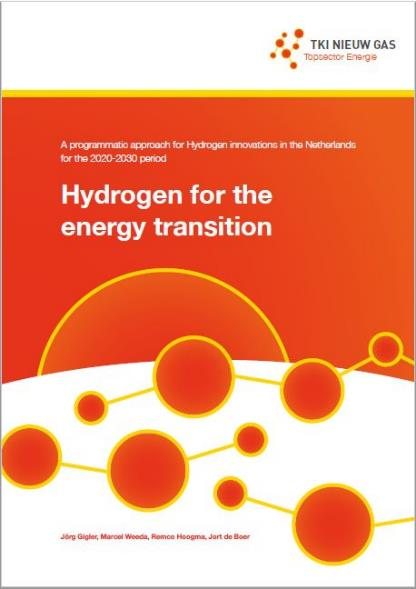 TKI NIEUW GAS
Topsector Energie
A programmatic approach for Hydrogen innovations in the Netherlands
for the 2020-2030 period
Hydrogen for the
energy transition
Jörg Gigler, Marcel Weeda, Remco Hoogma, Jort de Boer